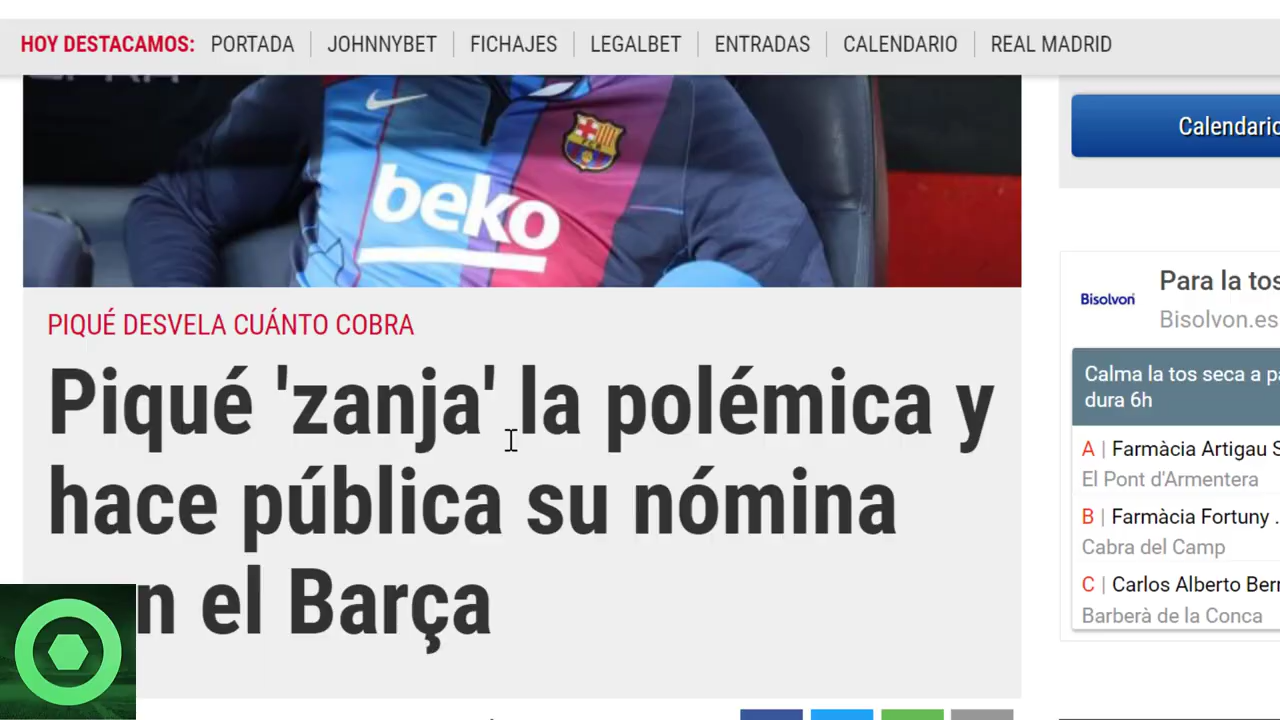 HOY DESTACAMOS: PORTADA JOHNNYBET FICHAJES LEGALBET ENTRADAS CALENDARIO REAL MADRID
beko
Calendario
PIQUÉ DESVELA CUÁNTO COBRA
Piqué 'zanja' la polémica y
hace pública su nómina
n el Barça
Bisolvon
Para la tos
Bisolvon.es
Calma la tos seca a pa
dura 6h
A | Farmàcia Artigau S
El Pont d'Armentera
B | Farmàcia Fortuny .
Cabra del Camp
C | Carlos Alberto Ber
Barberà de la Conca